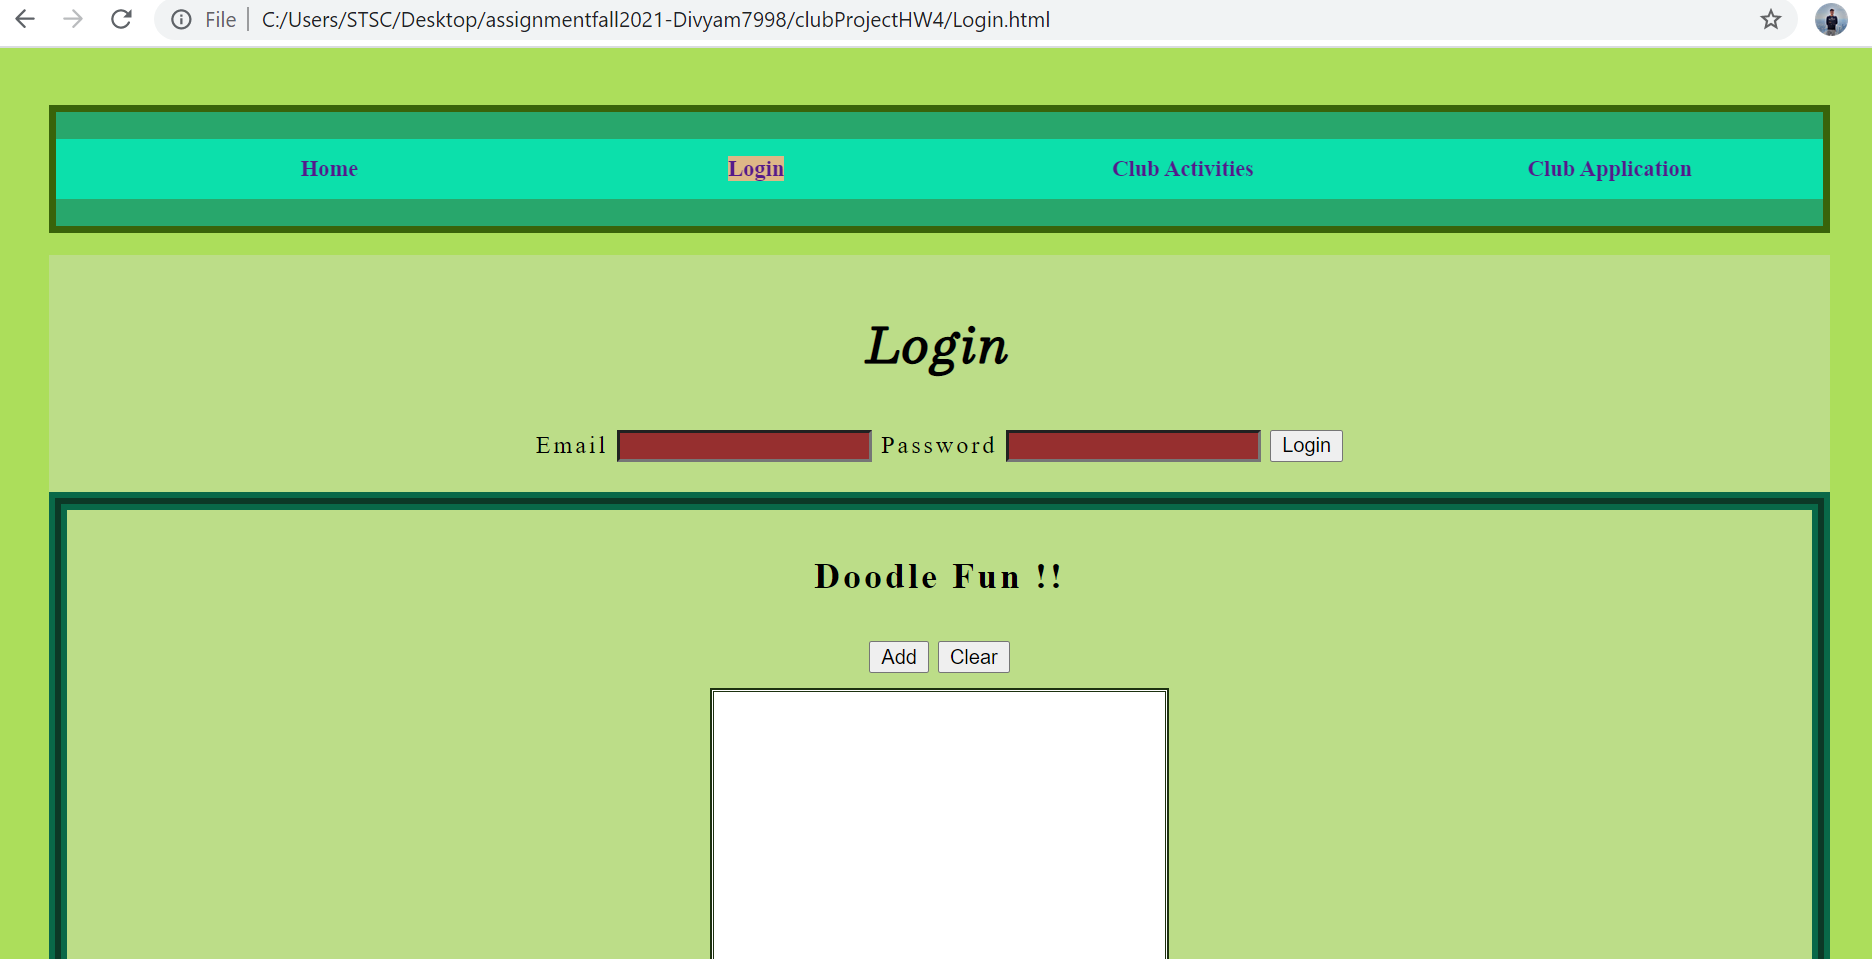 File C:/Users/STSC/Desktop/assignmentfall2021-Divyam7998/clubProjectHW4/Login.html
Home Login Club Activities Club Application
Login
Email Password Login
Doodle Fun !!
Add Clear